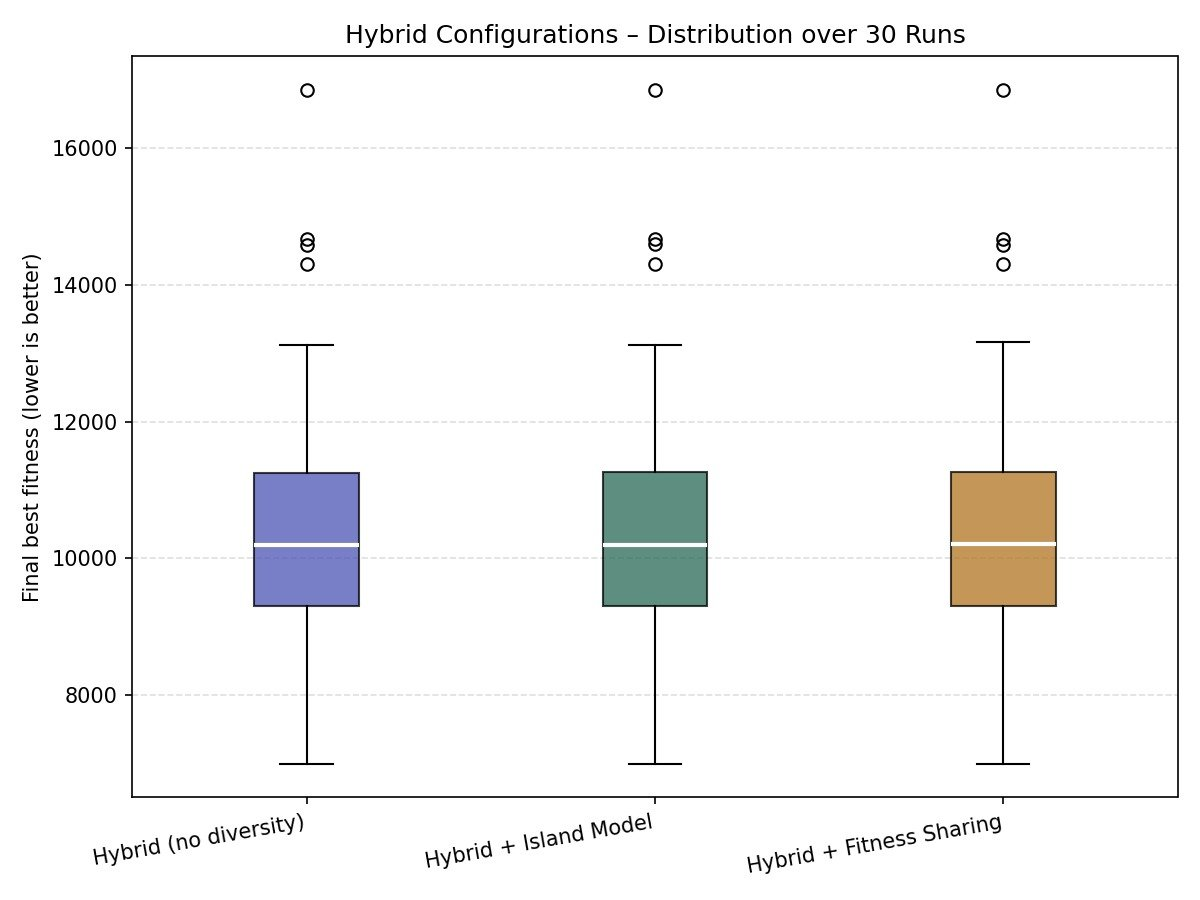 Hybrid Configurations – Distribution over 30 Runs
Final best fitness (lower is better)
16000
14000
12000
10000
8000
Hybrid (no diversity)
Hybrid + Island Model
Hybrid + Fitness Sharing